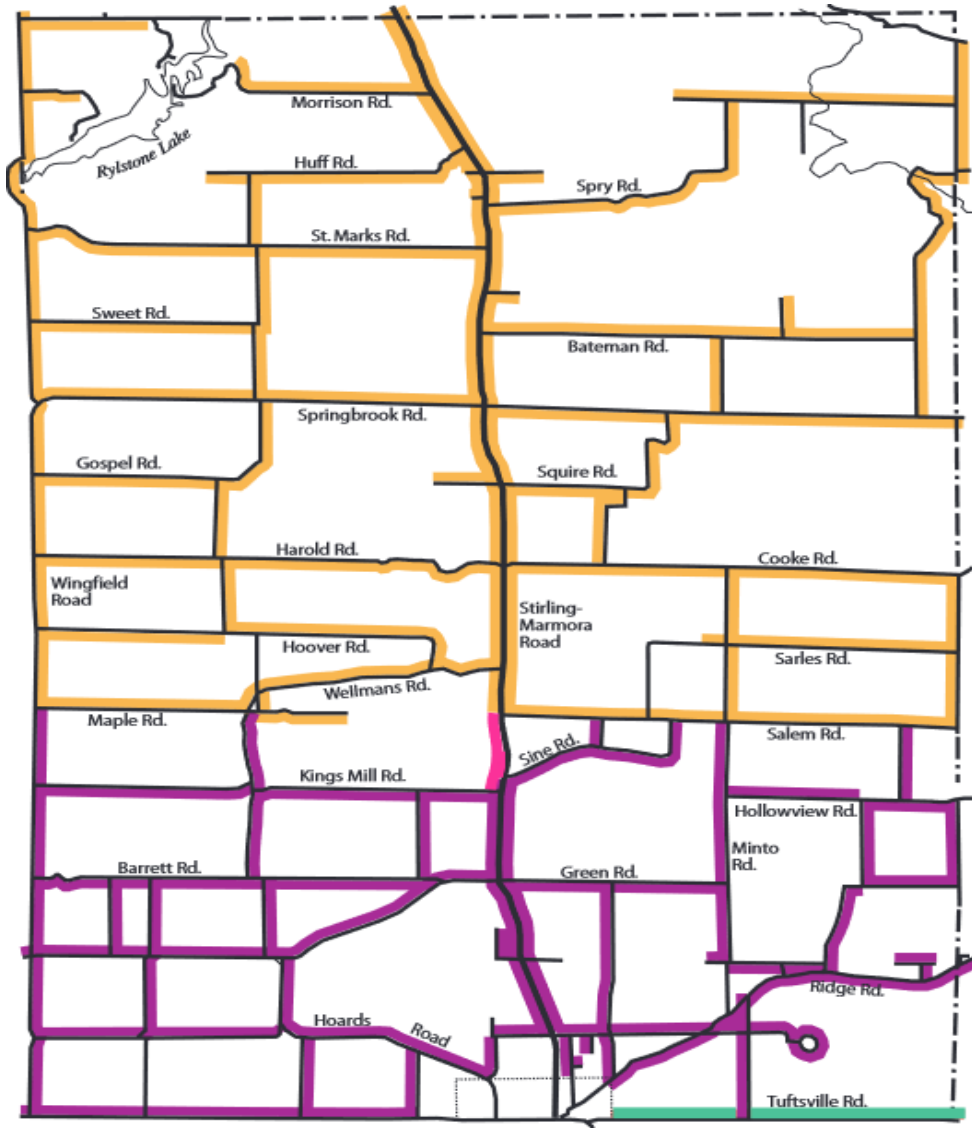 Morrison Rd.
Rylstone Lake
Huff Rd.
Spry Rd.
St. Marks Rd.
Sweet Rd.
Bateman Rd.
Springbrook Rd.
Gospel Rd.
Squire Rd.
Harold Rd.
Cooke Rd.
Wingfield
Road
Stirling-
Marmora
Road
Hoover Rd.
Sarles Rd.
Wellmans Rd.
Maple Rd.
Sine Rd.
Salem Rd.
Kings Mill Rd.
Hollowview Rd.
Minto
Rd.
Barrett Rd.
Green Rd.
Ridge Rd.
Hoards Road
Tuftsville Rd.